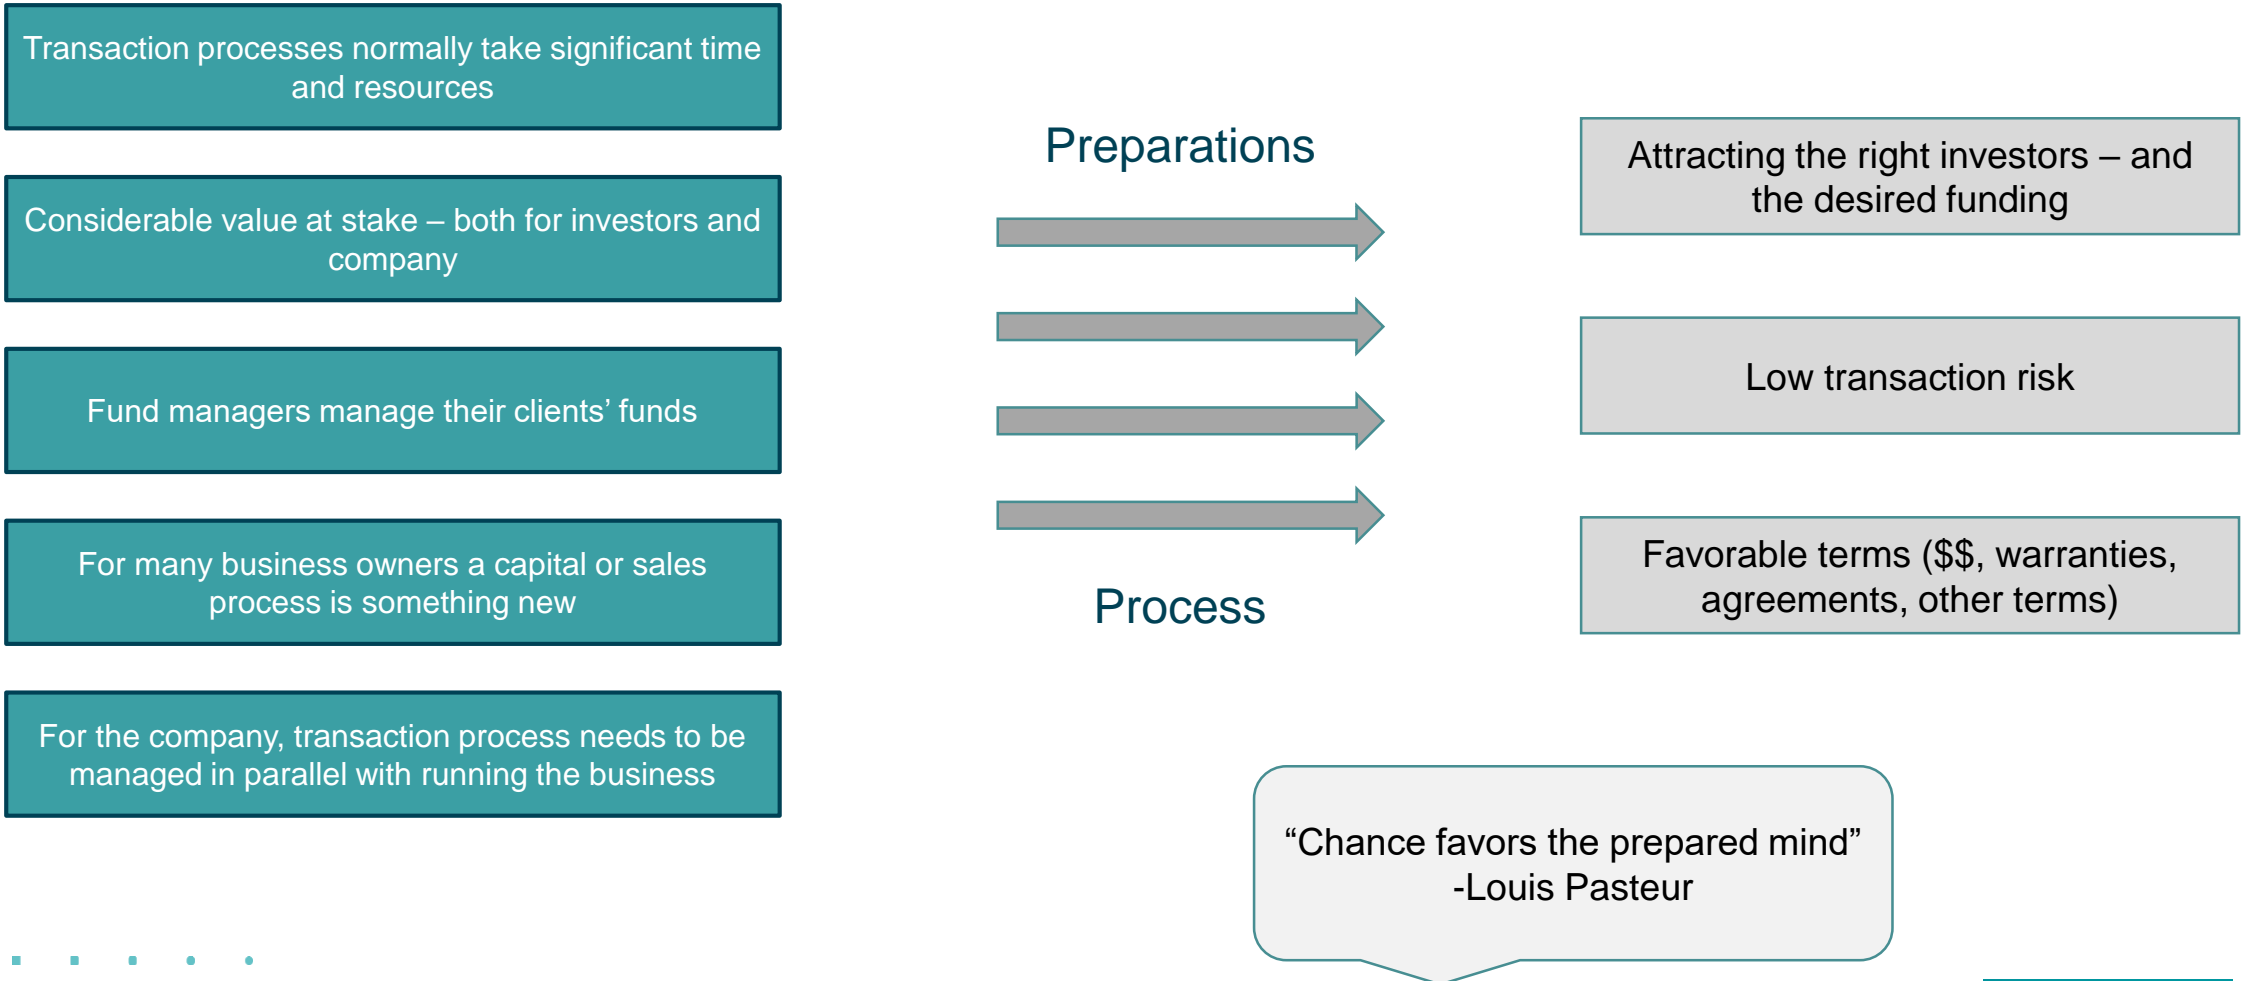 Transaction processes normally take significant time
and resources
Considerable value at stake – both for investors and
company
Fund managers manage their clients’ funds
For many business owners a capital or sales
process is something new
For the company, transaction process needs to be
managed in parallel with running the business
Preparations
Process
Attracting the right investors – and
the desired funding
Low transaction risk
Favorable terms ($$, warranties,
agreements, other terms)
“Chance favors the prepared mind”
-Louis Pasteur